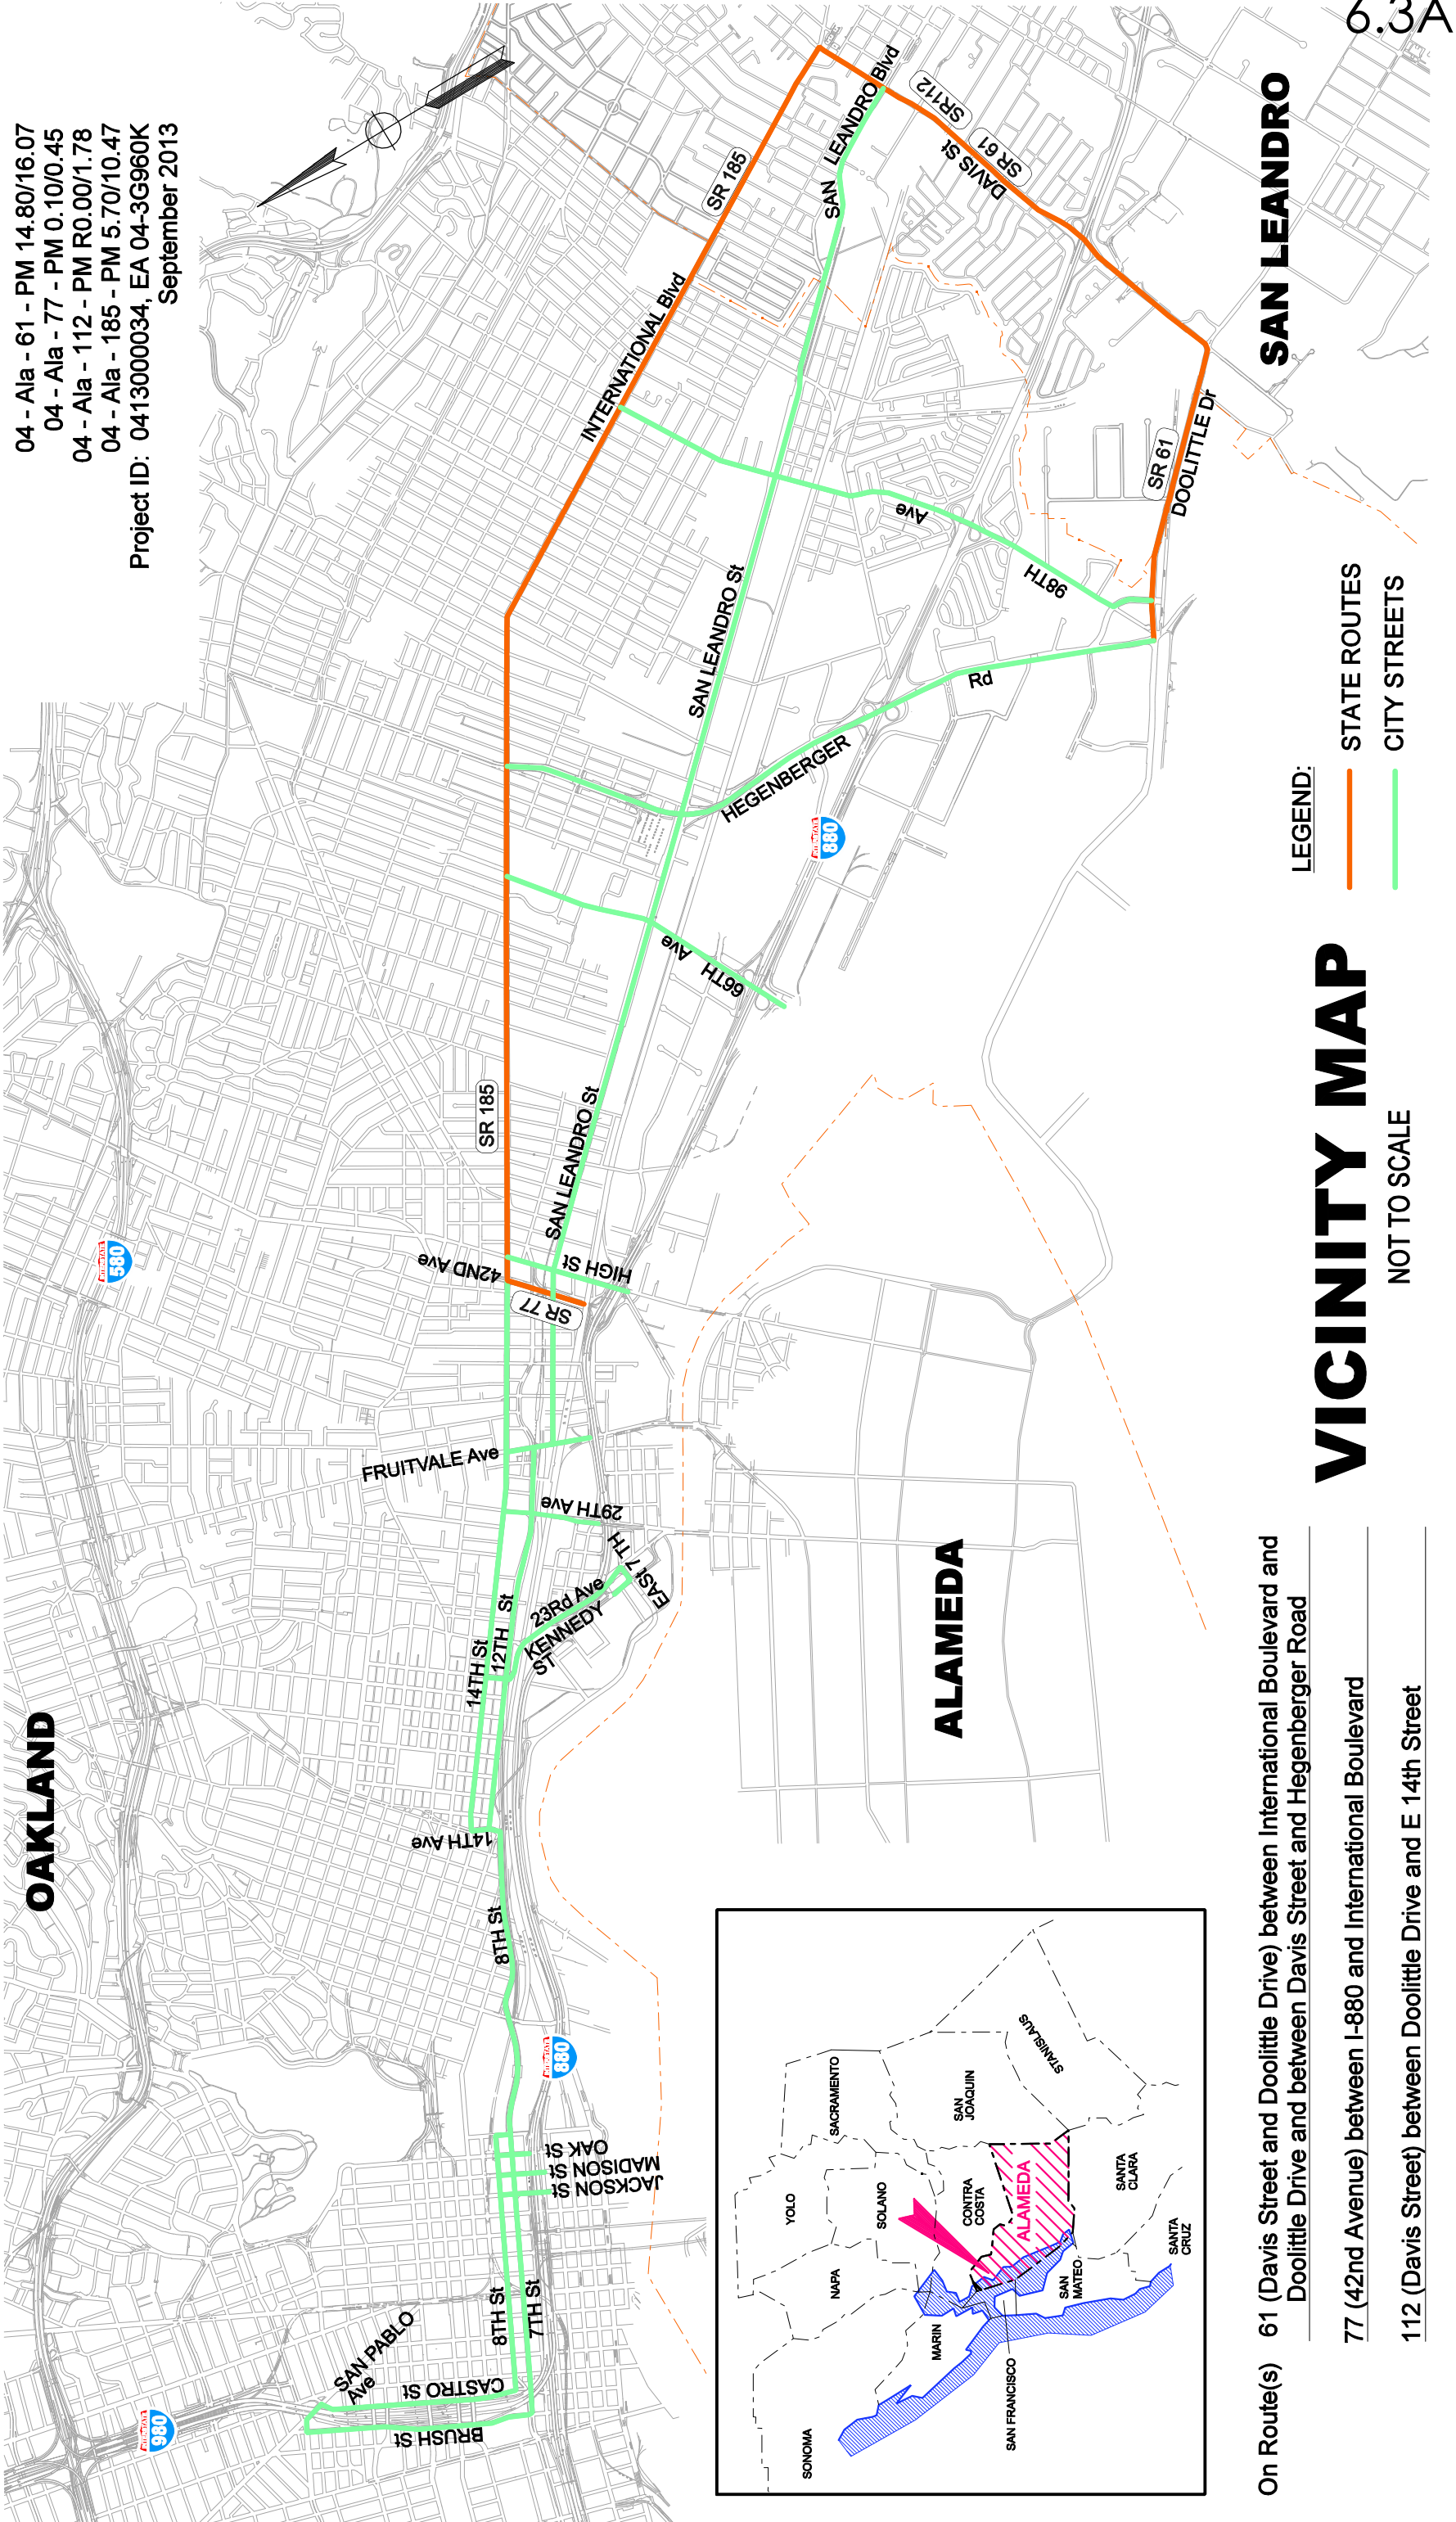 04 - Ala - 61 - PM 14.80/16.07
04 - Ala - 77 - PM 0.10/0.45
04 - Ala - 112 - PM R0.00/1.78
04 - Ala - 185 - PM 5.70/10.47
Project ID: 0413000034, EA 04-3G960K
September 2013
6.3A
OAKLAND
580
980
SAN PABLO
Ave
CASTRO St
BRUSH St
8TH St
7TH St
JACKSON St
MADISON St
OAK St
880
8TH St
14TH Ave
14TH St
12TH St
23Rd Ave
KENNEDY
ST
EAST 7 TH
29TH Ave
FRUITVALE Ave
42ND Ave
SR 77
HIGH St
SR 185
SAN LEANDRO St
66TH Ave
HEGENBERGER Rd
880
SAN LEANDRO St
98TH Ave
INTERNATIONAL Blvd
SR 185
SAN LEANDRO Blvd
SR112
SR 61
DAVIS St
SR 61
DOOLITTLE Dr
SAN LEANDRO
ALAMEDA
SONOMA
NAPA
YOLO
SACRAMENTO
SOLANO
MARIN
CONTRA
COSTA
SAN
JOAQUIN
STANISLAUS
ALAMEDA
SAN FRANCISCO
SAN
MATEO
SANTA
CLARA
SANTA
CRUZ
LEGEND:
STATE ROUTES
CITY STREETS
VICINITY MAP
NOT TO SCALE
On Route(s) 61 (Davis Street and Doolittle Drive) between International Boulevard and
Doolittle Drive and between Davis Street and Hegenberger Road
77 (42nd Avenue) between I-880 and International Boulevard
112 (Davis Street) between Doolittle Drive and E 14th Street